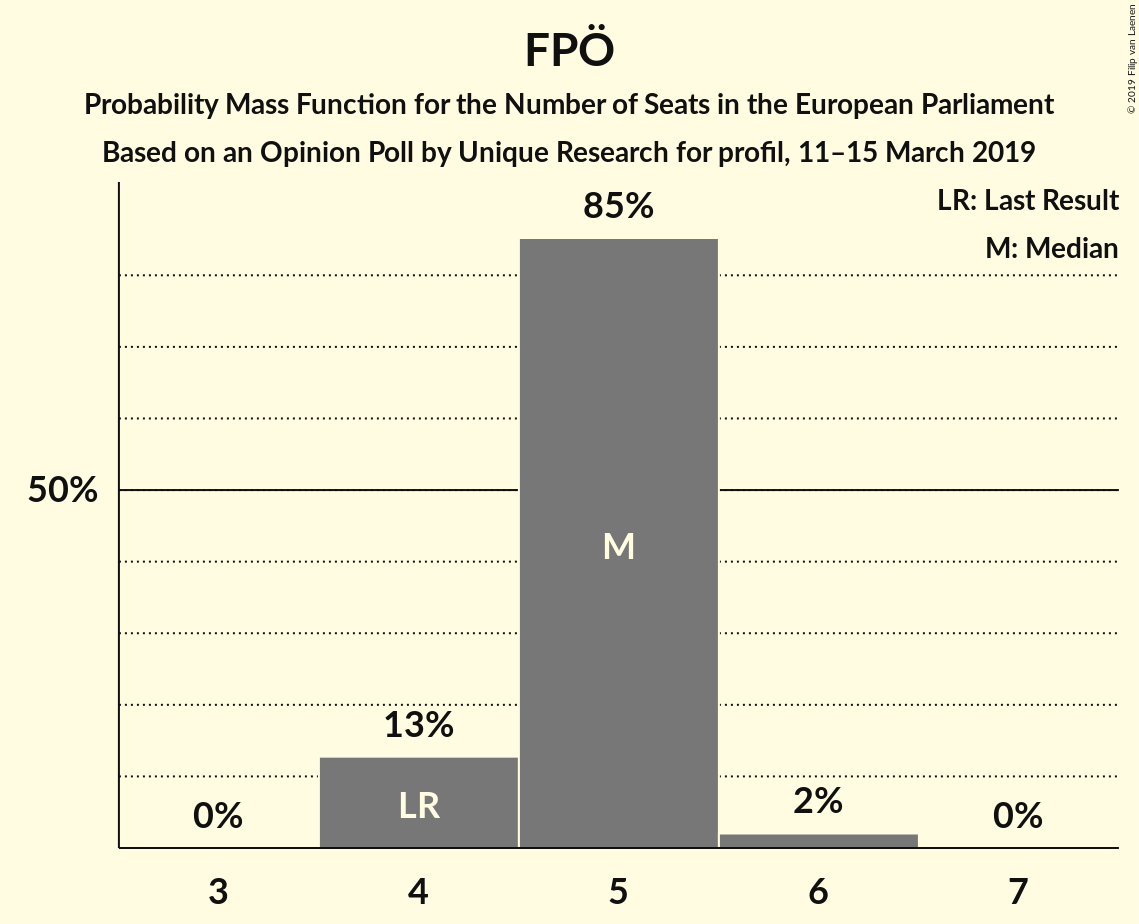 FPÖ
Probability Mass Function for the Number of Seats in the European Parliament
Based on an Opinion Poll by Unique Research for profil, 11–15 March 2019
© 2019 Filip van Laenen
LR: Last Result
M: Median
85%
50%
M
13%
LR
0%
2%
0%
3 4 5 6 7